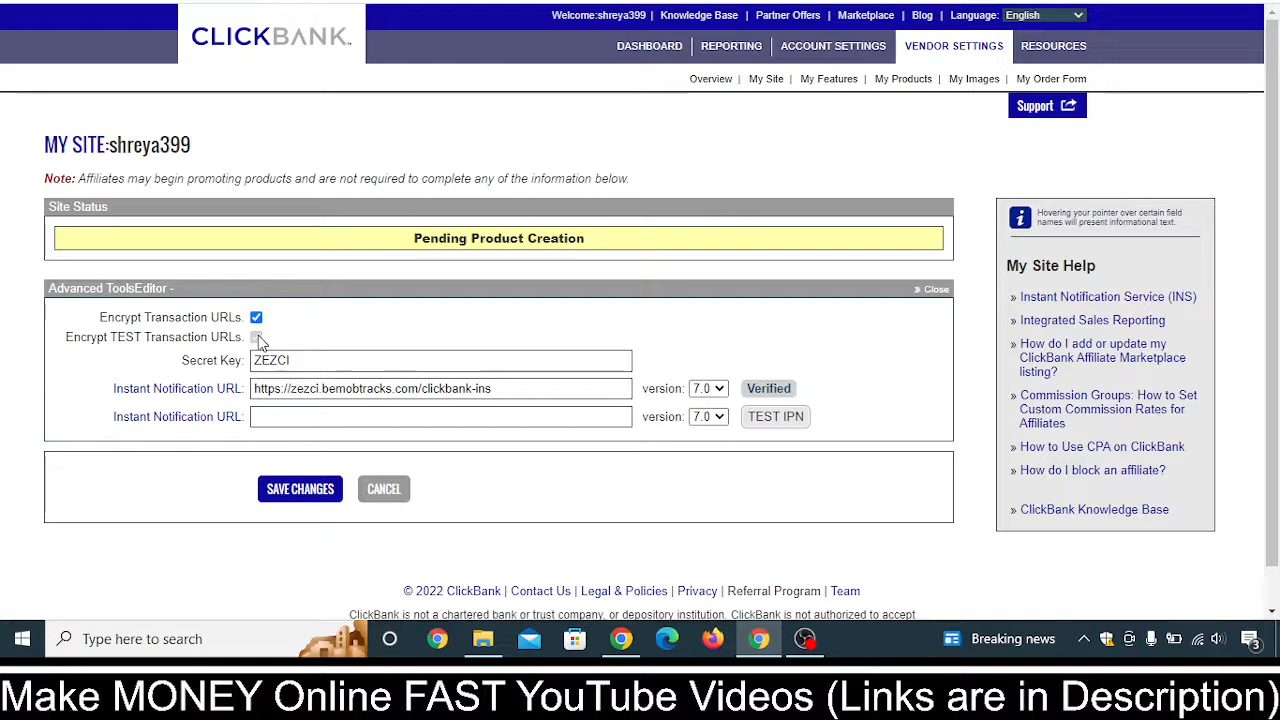 Welcome:shreya399 | Knowledge Base | Partner Offers | Marketplace | Blog | Language: English
CLICKBANK
DASHBOARD | REPORTING | ACCOUNT SETTINGS VENDOR SETTINGS RESOURCES
Overview | My Site | My Features | My Products | My Images | My Order Form
Support
MY SITE:shreya399
Note: Affiliates may begin promoting products and are not required to complete any of the information below.
Site Status
Pending Product Creation
Advanced ToolsEditor -
» Close
Encrypt Transaction URLs.
Encrypt TEST Transaction URLs.
Secret Key: ZEZCI
Instant Notification URL: https://zezci.bemobtracks.com/clickbank-ins version: 7.0 Verified
Instant Notification URL: version: 7.0 TEST IPN
SAVE CHANGES CANCEL
i Hovering your pointer over certain field
names will present informational text.
My Site Help
» Instant Notification Service (INS)
» Integrated Sales Reporting
» How do I add or update my
ClickBank Affiliate Marketplace
listing?
» Commission Groups: How to Set
Custom Commission Rates for
Affiliates
» How to Use CPA on ClickBank
» How do I block an affiliate?
» ClickBank Knowledge Base
© 2022 ClickBank | Contact Us | Legal & Policies | Privacy | Referral Program | Team
ClickBank is not a chartered bank or trust company, or depository institution. ClickBank is not authorized to accept
Type here to search
Breaking news
3
Make MONEY Online FAST YouTube Videos (Links are in Description)